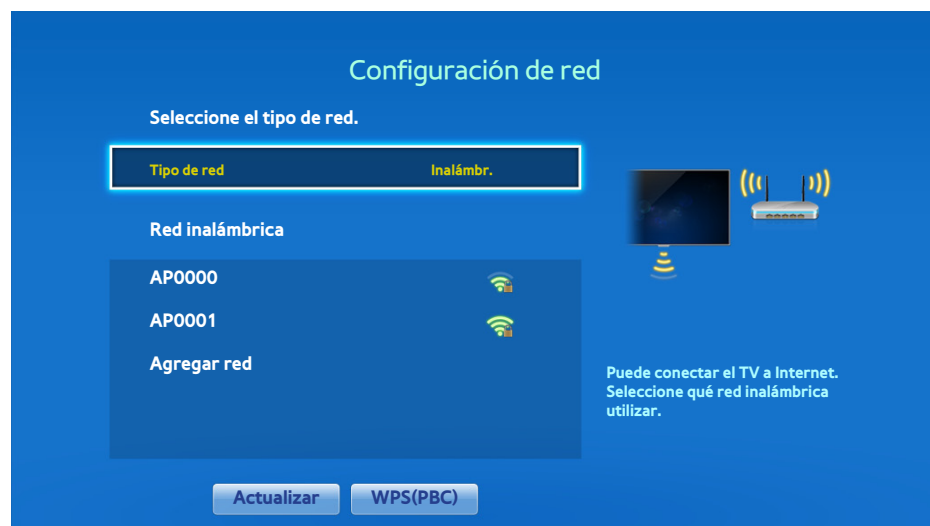 Configuración de red
Seleccione el tipo de red.
Tipo de red Inalámbr.
Red inalámbrica
AP0000
AP0001
Agregar red
Puede conectar el TV a Internet.
Seleccione qué red inalámbrica
utilizar.
Actualizar WPS(PBC)